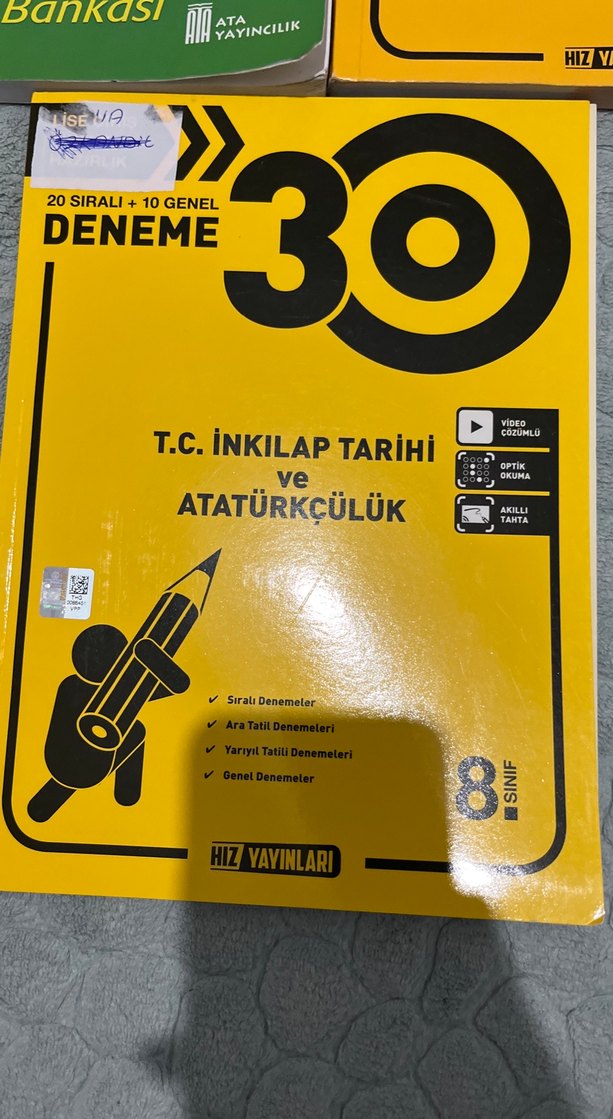 Bankası
ATA
YAYINCILIK
HIZ
LİSE
HAZIRLIK
20 SIRALI + 10 GENEL
DENEME
30
T.C. İNKILAP TARİHİ
ve
ATATÜRKÇÜLÜK
VİDEO
ÇÖZÜMLÜ
OPTİK
OKUMA
AKILLI
TAHTA
✓ Sıralı Denemeler
✓ Ara Tatil Denemeleri
✓ Yarıyıl Tatili Denemeleri
✓ Genel Denemeler
8. SINIF
HIZ YAYINLARI